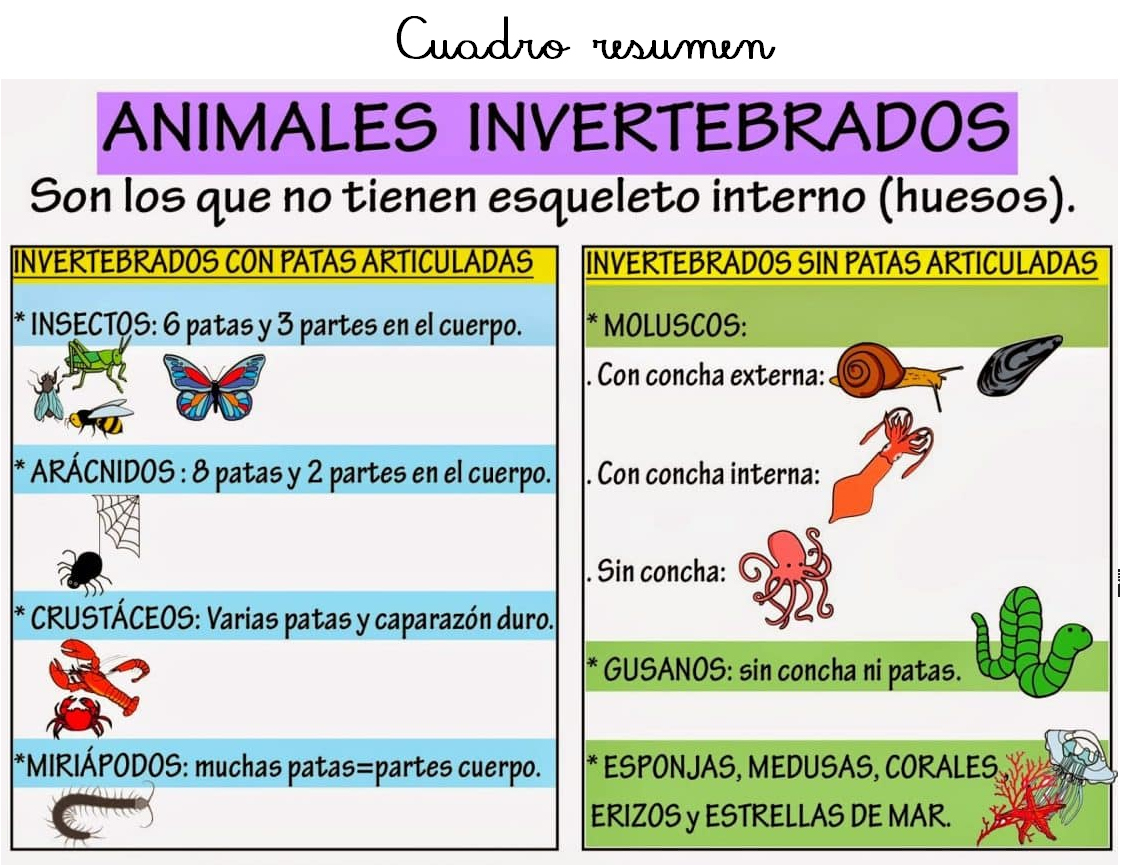 Cuadro resumen
ANIMALES INVERTEBRADOS
Son los que no tienen esqueleto interno (huesos).
INVERTEBRADOS CON PATAS ARTICULADAS
* INSECTOS: 6 patas y 3 partes en el cuerpo.
* ARÁCNIDOS : 8 patas y 2 partes en el cuerpo.
* CRUSTÁCEOS: Varias patas y caparazón duro.
*MIRIÁPODOS: muchas patas=partes cuerpo.
INVERTEBRADOS SIN PATAS ARTICULADAS
* MOLUSCOS:
. Con concha externa:
. Con concha interna:
. Sin concha:
* GUSANOS: sin concha ni patas.
* ESPONJAS, MEDUSAS, CORALES,
ERIZOS y ESTRELLAS DE MAR.